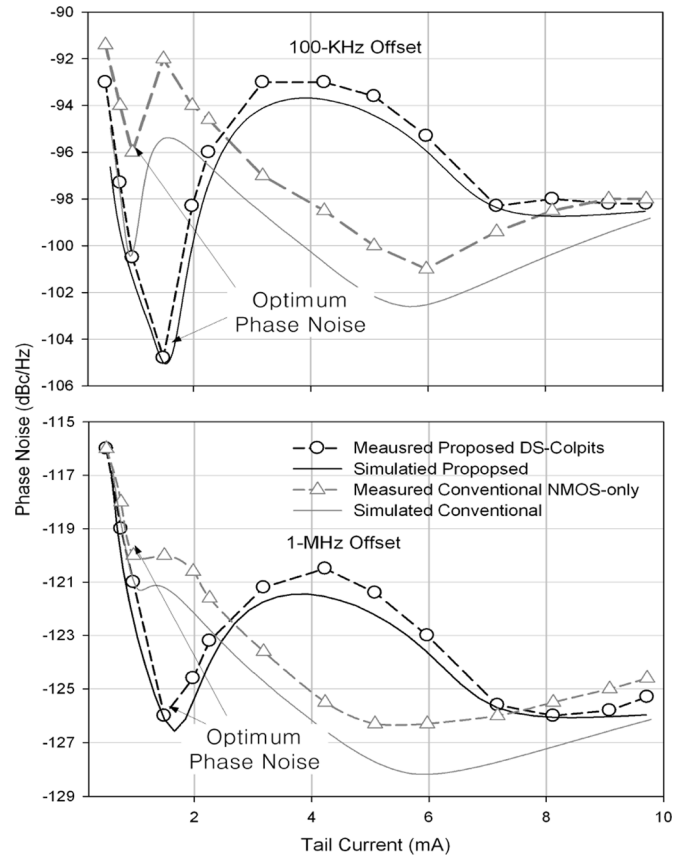 -90
-92
-94
-96
-98
-100
-102
-104
-106
100-KHz Offset
Optimum
Phase Noise
Phase Noise (dBc/Hz)
-115
-117
-119
-121
-123
-125
-127
-129
Meausred Proposed DS-Colpits
Simulatied Propopsed
Measured Conventional NMOS-only
Simulated Conventional
1-MHz Offset
Optimum
Phase Noise
2
4
6
8
10
Tail Current (mA)